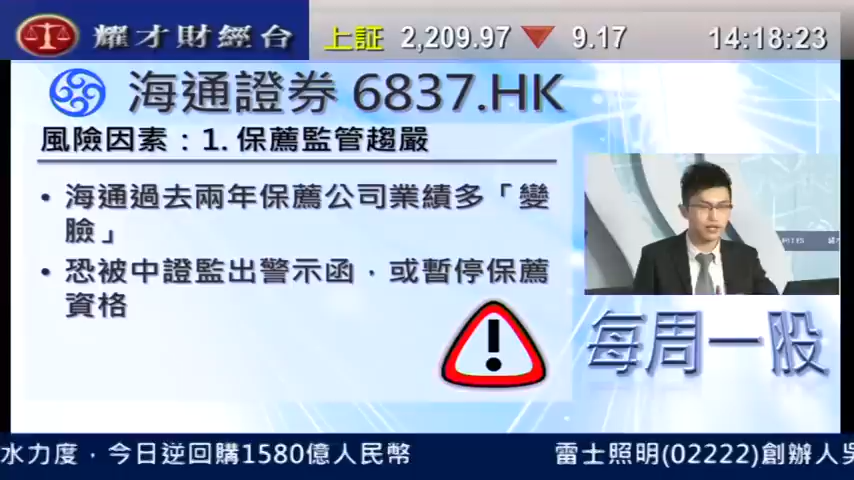 耀才財經台
上証 2,209.97 9.17 14:18:23
海通證券 6837.HK
風險因素：1. 保薦監管趨嚴
• 海通過去兩年保薦公司業績多「變
臉」
• 恐被中證監出警示函，或暫停保薦
資格
每周一股
水力度，今日逆回購1580億人民幣 雷士照明(02222)創辦人吳